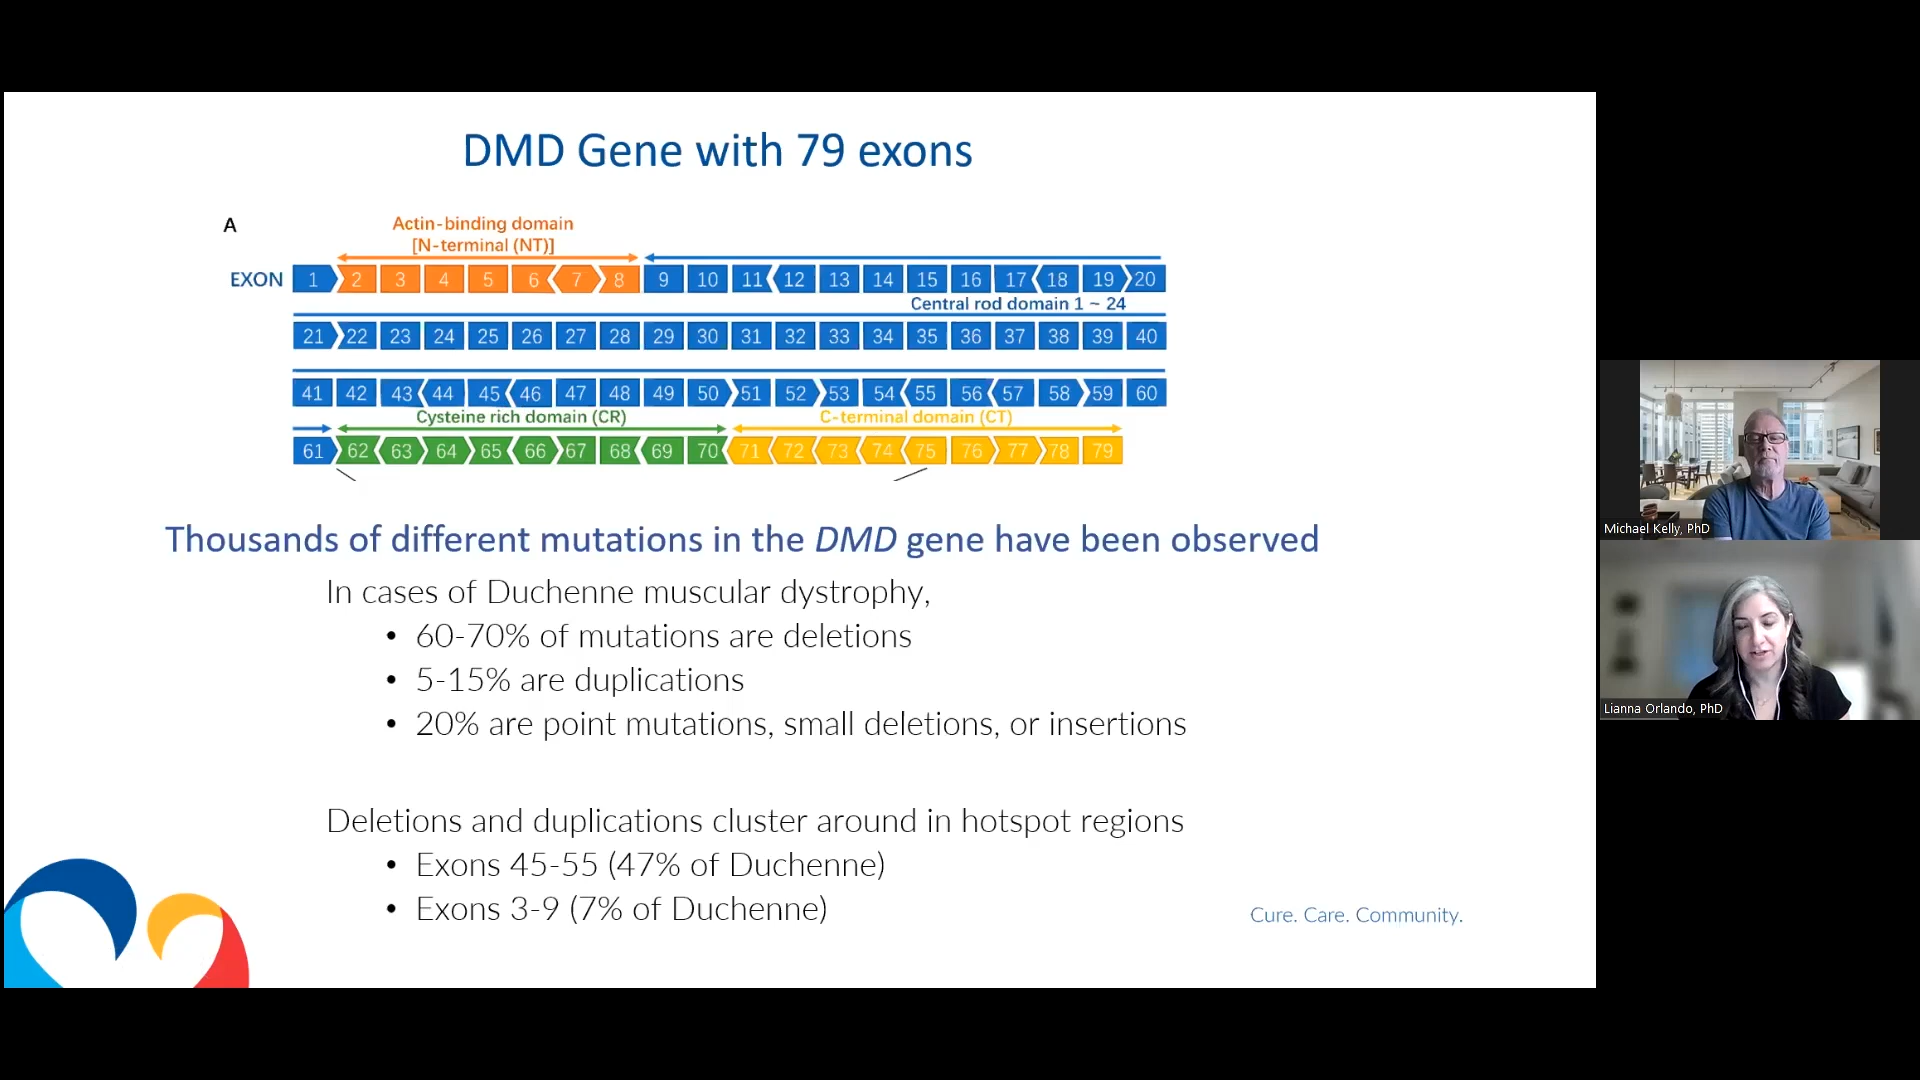 DMD Gene with 79 exons
A
Actin-binding domain
[N-terminal (NT)]
EXON 1 2 3 4 5 6 7 8 9 10 11 12 13 14 15 16 17 18 19 20
Central rod domain 1 ~ 24
21 22 23 24 25 26 27 28 29 30 31 32 33 34 35 36 37 38 39 40
41 42 43 44 45 46 47 48 49 50 51 52 53 54 55 56 57 58 59 60
Cysteine rich domain (CR) C-terminal domain (CT)
61 62 63 64 65 66 67 68 69 70 71 72 73 74 75 76 77 78 79
Thousands of different mutations in the DMD gene have been observed
In cases of Duchenne muscular dystrophy,
• 60-70% of mutations are deletions
• 5-15% are duplications
• 20% are point mutations, small deletions, or insertions
Deletions and duplications cluster around in hotspot regions
• Exons 45-55 (47% of Duchenne)
• Exons 3-9 (7% of Duchenne)
Cure. Care. Community.
Michael Kelly, PhD
Lianna Orlando, PhD